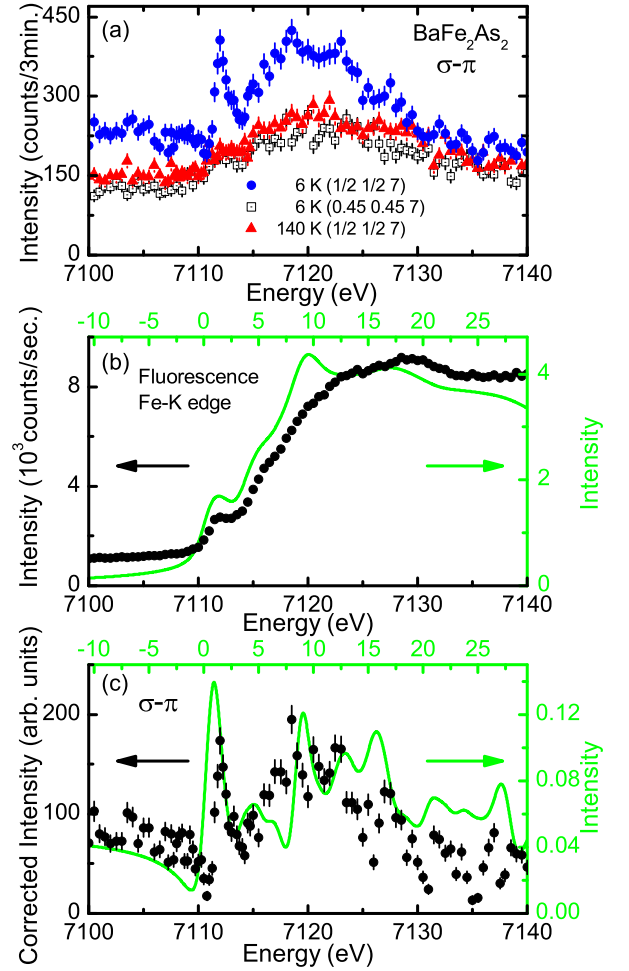 (a)
BaFe2As2
σ-π
Intensity (counts/3min.)
450
300
150
0
6 K (1/2 1/2 7)
6 K (0.45 0.45 7)
140 K (1/2 1/2 7)
7100 7110 7120 7130 7140
Energy (eV)
-10 -5 0 5 10 15 20 25
(b)
Fluorescence
Fe-K edge
Intensity (10³counts/sec.)
8
4
0
4
2
0
Intensity
7100 7110 7120 7130 7140
Energy (eV)
-10 -5 0 5 10 15 20 25
(c)
σ-π
Corrected Intensity (arb. units)
200
100
0
0.12
0.08
0.04
0.00
Intensity
7100 7110 7120 7130 7140
Energy (eV)